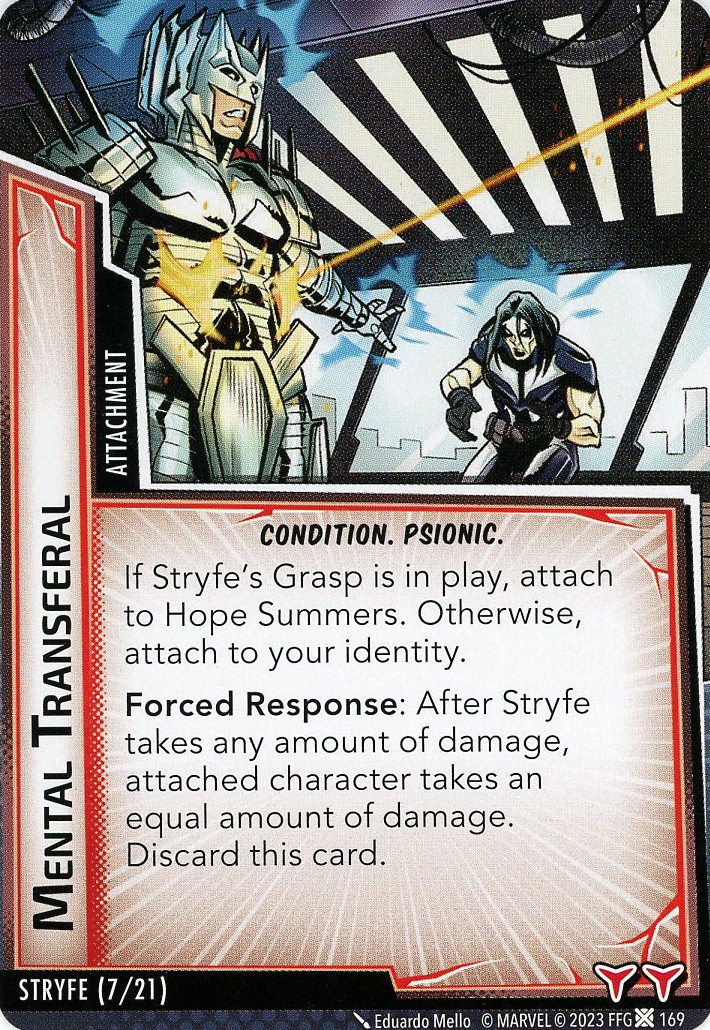 ATTACHMENT
MENTAL TRANSFERAL
CONDITION. PSIONIC.
If Stryfe's Grasp is in play, attach
to Hope Summers. Otherwise,
attach to your identity.
Forced Response: After Stryfe
takes any amount of damage,
attached character takes an
equal amount of damage.
Discard this card.
STRYFE (7/21)
Eduardo Mello © MARVEL © 2023 FFG 169